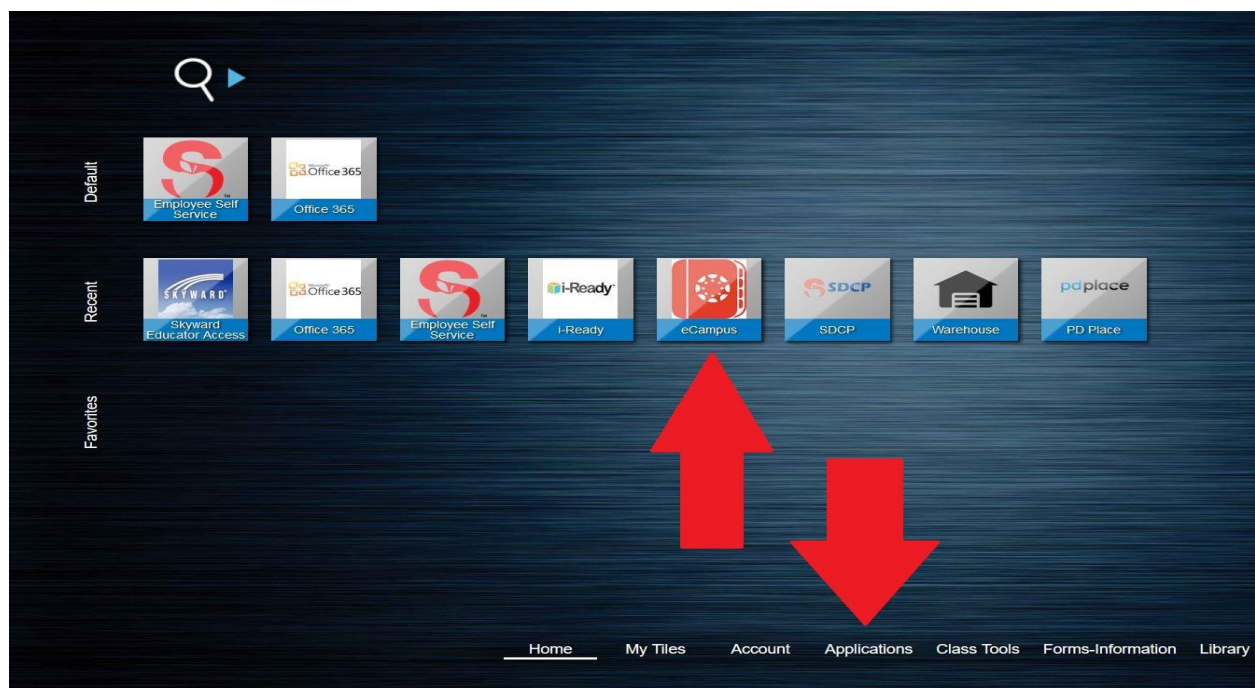 Default
Employee Self
Service
Office 365
Office 365
Recent
SKYWARD
Skyward
Educator Access
Office 365
Office 365
Employee Self
Service
i-Ready
i-Ready
eCampus
SDCP
SDCP
Warehouse
pdplace
PD Place
Favorites
Home My Tiles Account Applications Class Tools Forms-Information Library